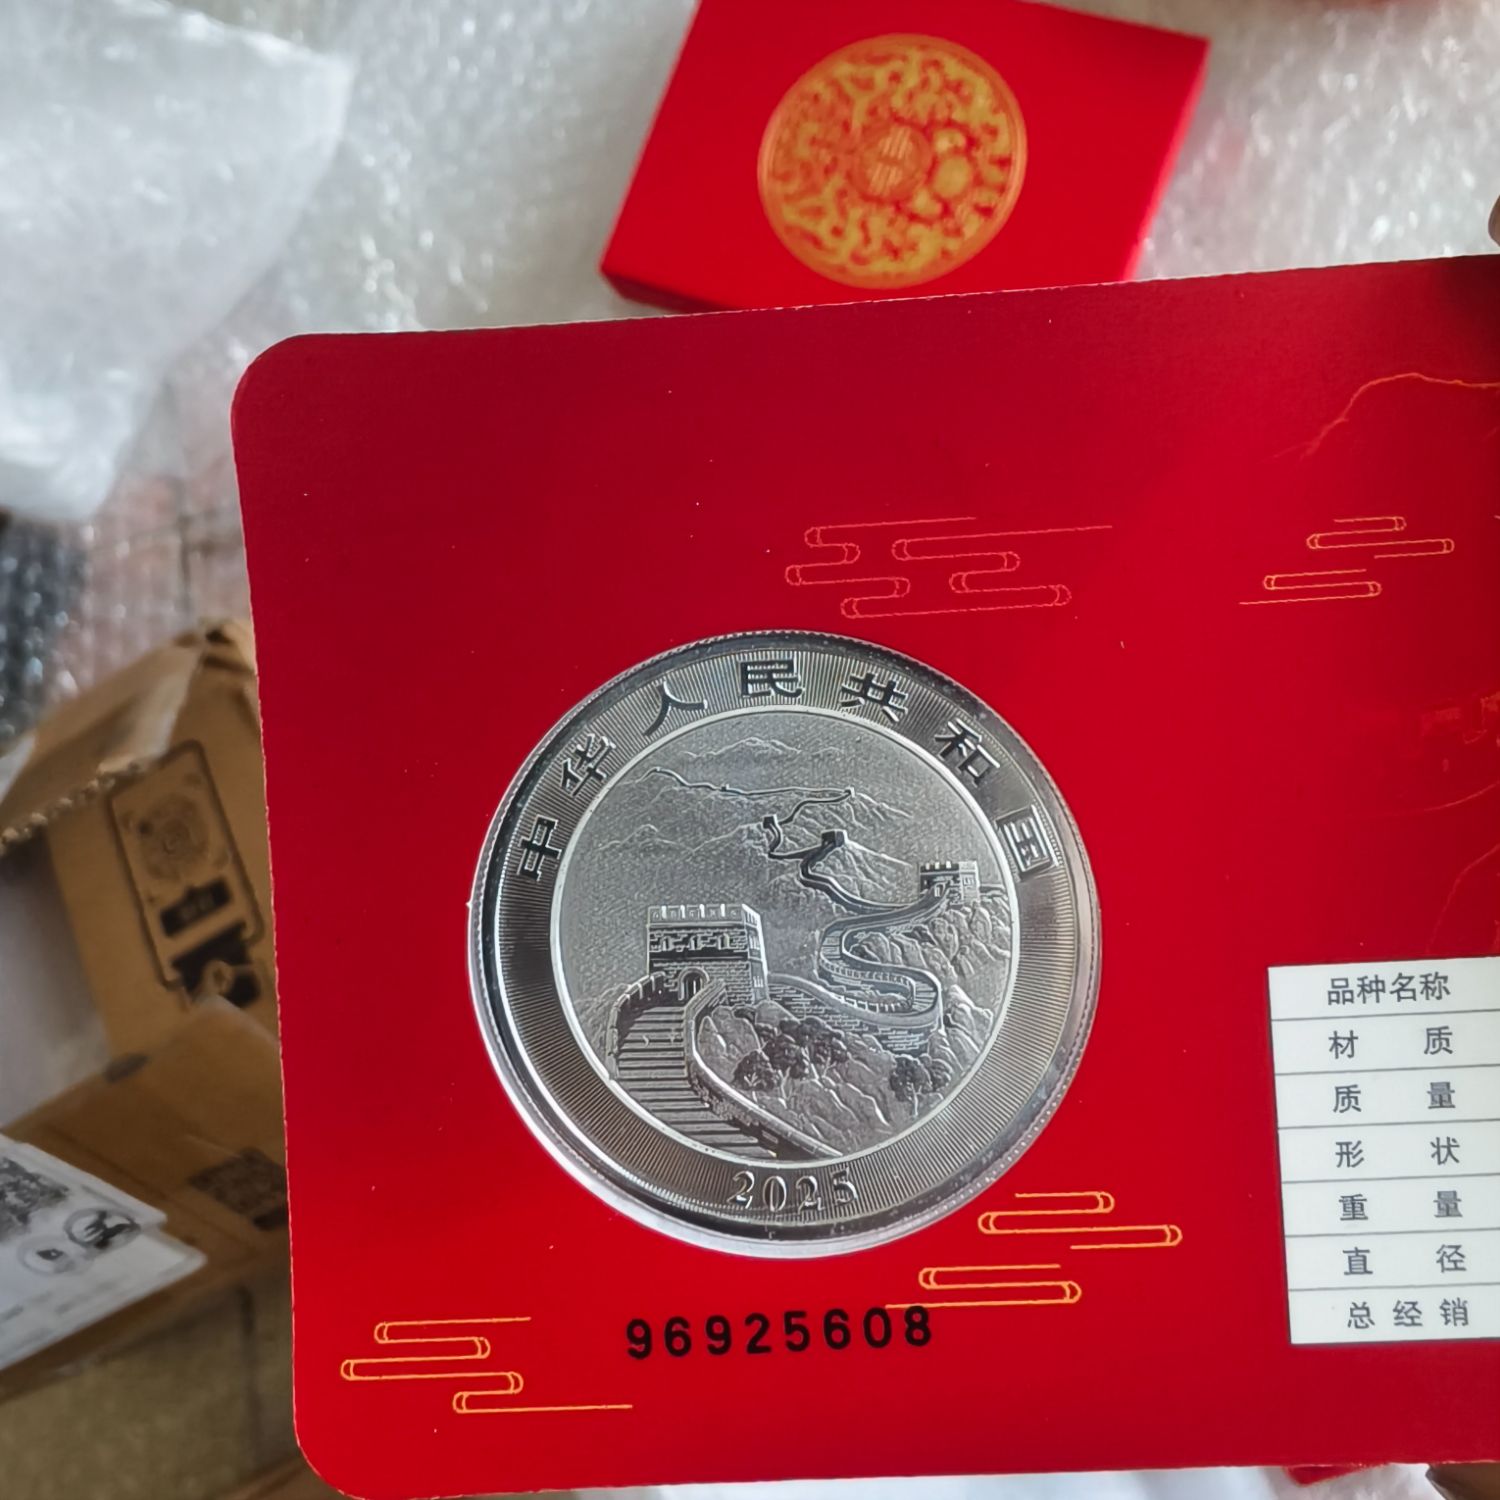 中华人民共和国
2025
96925608
品种名称
材 质
质 量
形 状
重 量
直 径
总 经 销